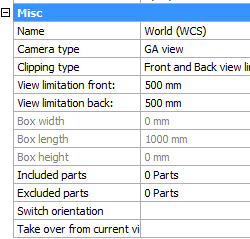 Misc
Name World (WCS)
Camera type GA view
Clipping type Front and Back view li
View limitation front: 500 mm
View limitation back: 500 mm
Box width 0 mm
Box length 1000 mm
Box height 0 mm
Included parts 0 Parts
Excluded parts 0 Parts
Switch orientation
Take over from current vi